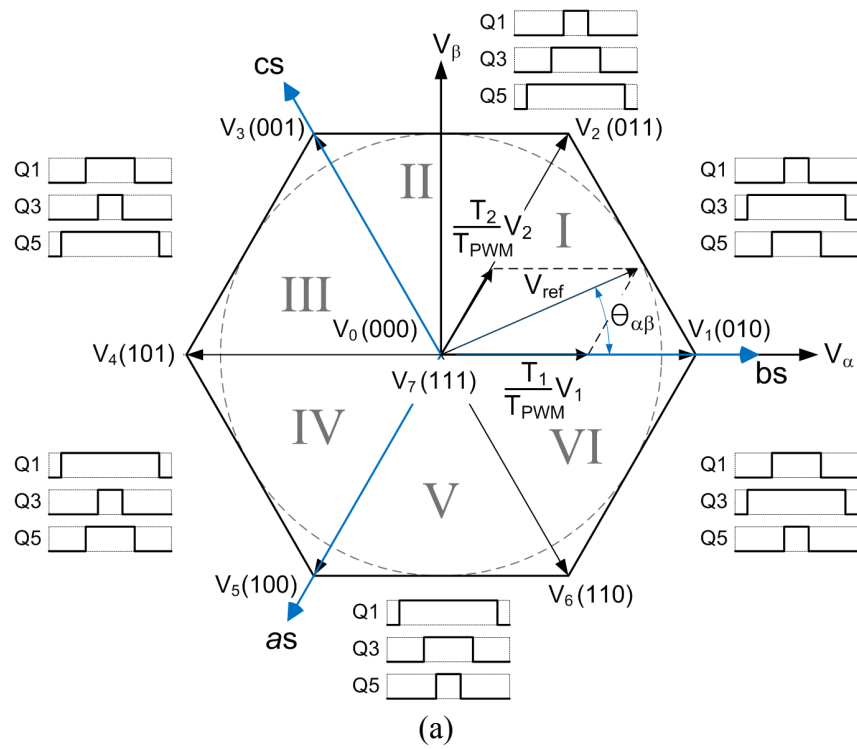 Q1
Q3
Q5
cs
Vβ
V3(001)
V2(011)
Q1
Q3
Q5
II
Q1
Q3
Q5
T2
TPWM
V2
I
Vref
III
θαβ
V0(000)
V1(010)
V4(101)
V7(111)
T1
TPWM
V1
bs
Vα
IV
VI
Q1
Q3
Q5
V
Q1
Q3
Q5
V5(100)
V6(110)
as
Q1
Q3
Q5
(a)